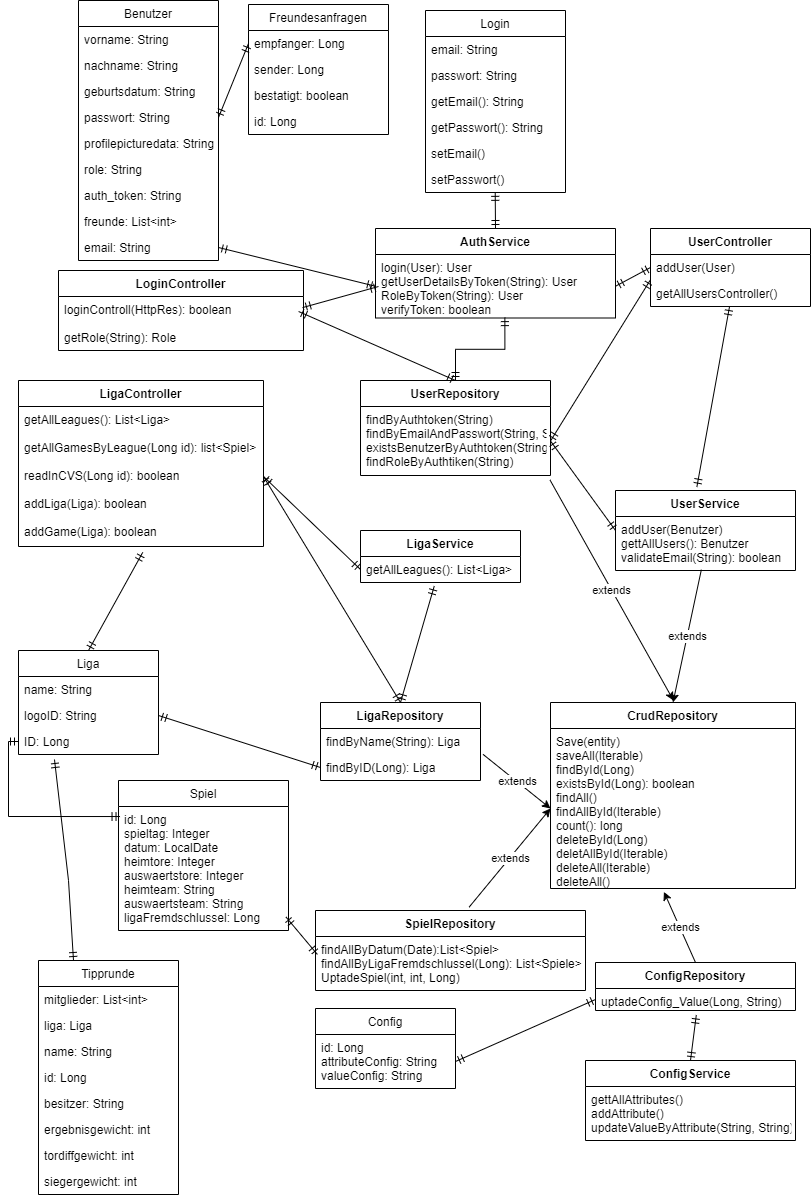 Benutzer
vorname: String
nachname: String
geburtsdatum: String
passwort: String
profilepicturedata: String
role: String
auth_token: String
freunde: List<int>
email: String
Freundesanfragen
empfanger: Long
sender: Long
bestatigt: boolean
id: Long
Login
email: String
passwort: String
getEmail(): String
getPasswort(): String
setEmail()
setPasswort()
AuthService
login(User): User
getUserDetailsByToken(String): User
RoleByToken(String): User
verifyToken: boolean
UserController
addUser(User)
getAllUsersController()
LoginController
loginControll(HttpRes): boolean
getRole(String): Role
LigaController
getAllLeagues(): List<Liga>
getAllGamesByLeague(Long id): list<Spiel>
readInCVS(Long id): boolean
addLiga(Liga): boolean
addGame(Liga): boolean
UserRepository
findByAuthtoken(String)
findByEmailAndPasswort(String, S
existsBenutzerByAuthtoken(String
findRoleByAuthtiken(String)
UserService
addUser(Benutzer)
gettAllUsers(): Benutzer
validateEmail(String): boolean
LigaService
getAllLeagues(): List<Liga>
extends
extends
Liga
name: String
logoID: String
ID: Long
LigaRepository
findByName(String): Liga
findByID(Long): Liga
CrudRepository
Save(entity)
saveAll(Iterable)
findById(Long)
existsById(Long): boolean
findAll()
findAllById(Iterable)
count(): long
deleteById(Long)
deletAllById(Iterable)
deleteAll(Iterable)
deleteAll()
extends
extends
Spiel
id: Long
spieltag: Integer
datum: LocalDate
heimtore: Integer
auswaertstore: Integer
heimteam: String
auswaertsteam: String
ligaFremdschlussel: Long
SpielRepository
findAllByDatum(Date):List<Spiel>
findAllByLigaFremdschlussel(Long): List<Spiele>
UptadeSpiel(int, int, Long)
extends
ConfigRepository
uptadeConfig_Value(Long, String)
Tipprunde
mitglieder: List<int>
liga: Liga
name: String
id: Long
besitzer: String
ergebnisgewicht: int
tordiffgewicht: int
siegergewicht: int
Config
id: Long
attributeConfig: String
valueConfig: String
ConfigService
gettAllAttributes()
addAttribute()
updateValueByAttribute(String, String)